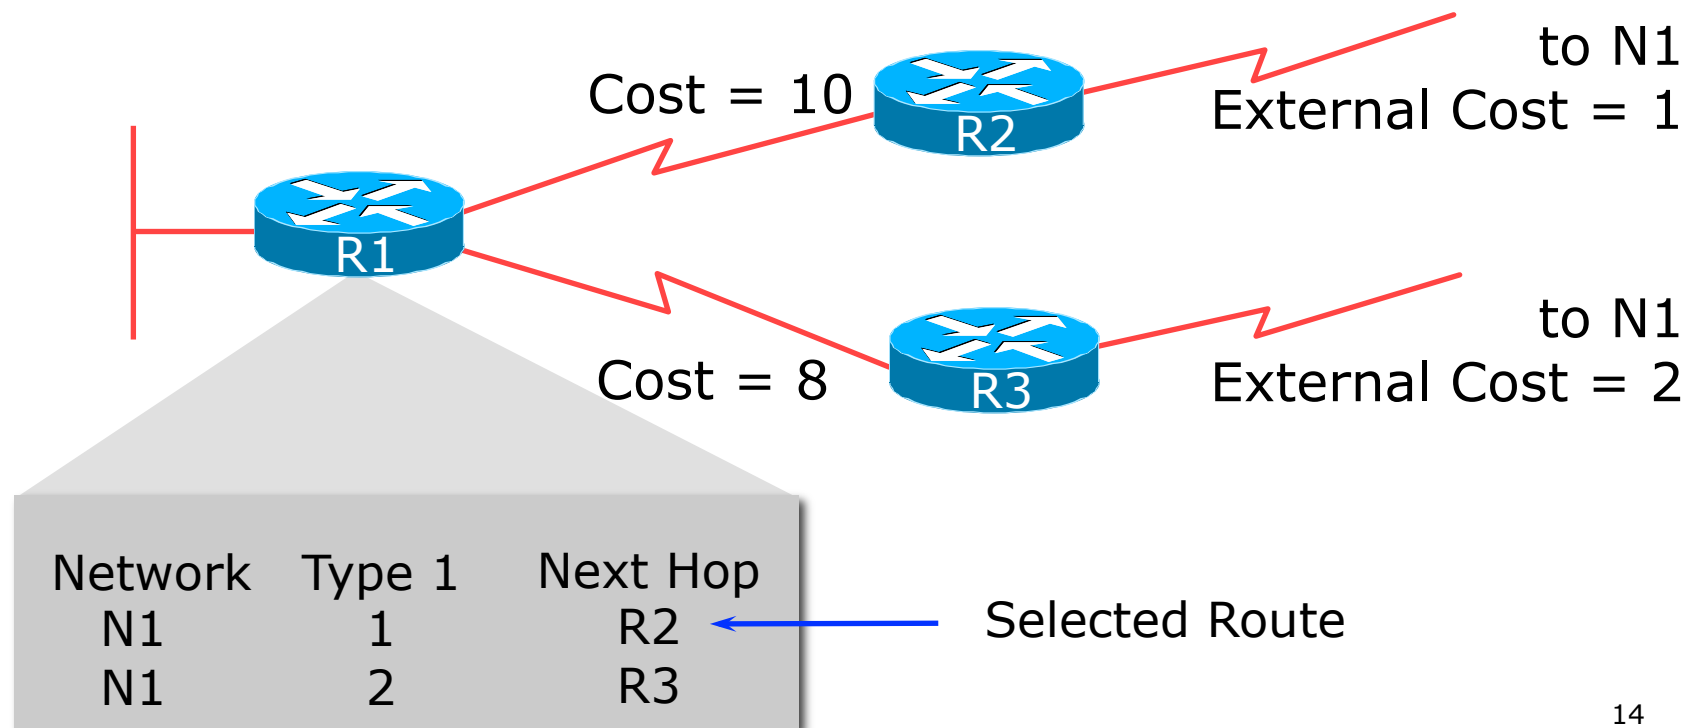 to N1
Cost = 10
External Cost = 1
R2
R1
to N1
Cost = 8
External Cost = 2
R3
Network Type 1 Next Hop
N1 1 R2
Selected Route
N1 2 R3
14